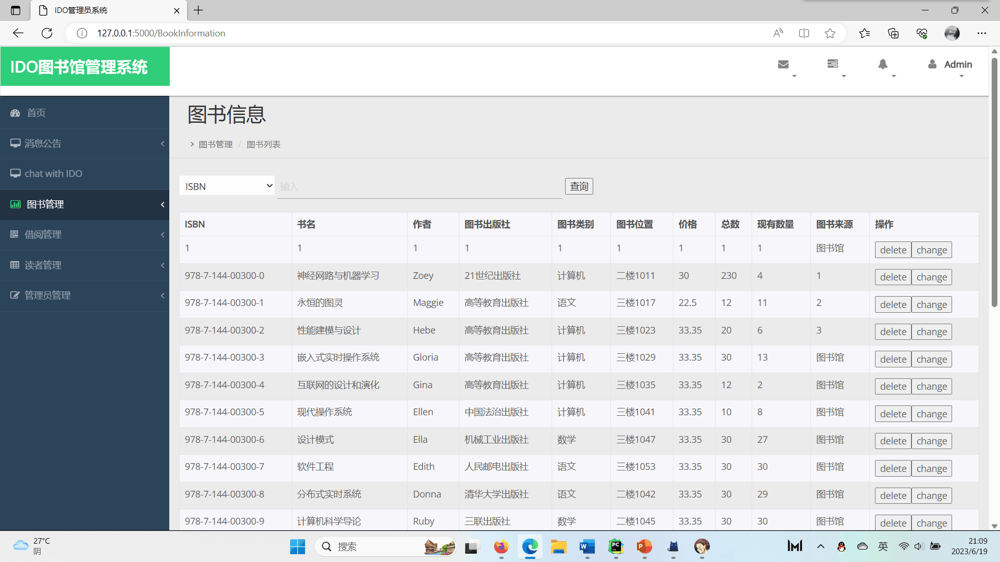 IDO管理员系统
127.0.0.1:5000/BookInformation
IDO图书馆管理系统
Admin
首页
消息公告
chat with IDO
图书管理
借阅管理
读者管理
管理员管理
图书信息
图书管理 / 图书列表
ISBN 输入 查询
ISBN 书名 作者 图书出版社 图书类别 图书位置 价格 总数 现有数量 图书来源 操作
1 1 1 1 1 1 1 1 1 图书馆 delete change
978-7-144-00300-0 神经网路与机器学习 Zoey 21世纪出版社 计算机 二楼1011 30 230 4 1 delete change
978-7-144-00300-1 永恒的图灵 Maggie 高等教育出版社 语文 三楼1017 22.5 12 11 2 delete change
978-7-144-00300-2 性能建模与设计 Hebe 高等教育出版社 计算机 三楼1023 33.35 20 6 3 delete change
978-7-144-00300-3 嵌入式实时操作系统 Gloria 高等教育出版社 计算机 三楼1029 33.35 30 13 图书馆 delete change
978-7-144-00300-4 互联网的设计和演化 Gina 高等教育出版社 计算机 三楼1035 33.35 12 2 图书馆 delete change
978-7-144-00300-5 现代操作系统 Ellen 中国法治出版社 计算机 三楼1041 33.35 10 8 图书馆 delete change
978-7-144-00300-6 设计模式 Ella 机械工业出版社 数学 三楼1047 33.35 30 27 图书馆 delete change
978-7-144-00300-7 软件工程 Edith 人民邮电出版社 语文 三楼1053 33.35 30 30 图书馆 delete change
978-7-144-00300-8 分布式实时系统 Donna 清华大学出版社 语文 二楼1042 33.35 30 29 图书馆 delete change
978-7-144-00300-9 计算机科学导论 Ruby 三联出版社 数学 二楼1045 33.35 30 30 图书馆 delete change
27°C
阴
搜索
英
21:09
2023/6/19